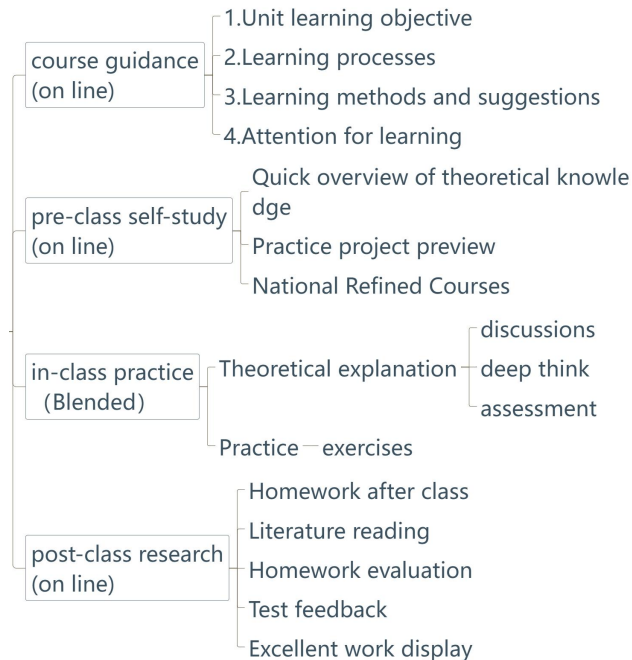 course guidance
(on line)
1.Unit learning objective
2.Learning processes
3.Learning methods and suggestions
4.Attention for learning
pre-class self-study
(on line)
Quick overview of theoretical knowle
dge
Practice project preview
National Refined Courses
in-class practice
（Blended）
Theoretical explanation
discussions
deep think
assessment
Practice
exercises
post-class research
(on line)
Homework after class
Literature reading
Homework evaluation
Test feedback
Excellent work display